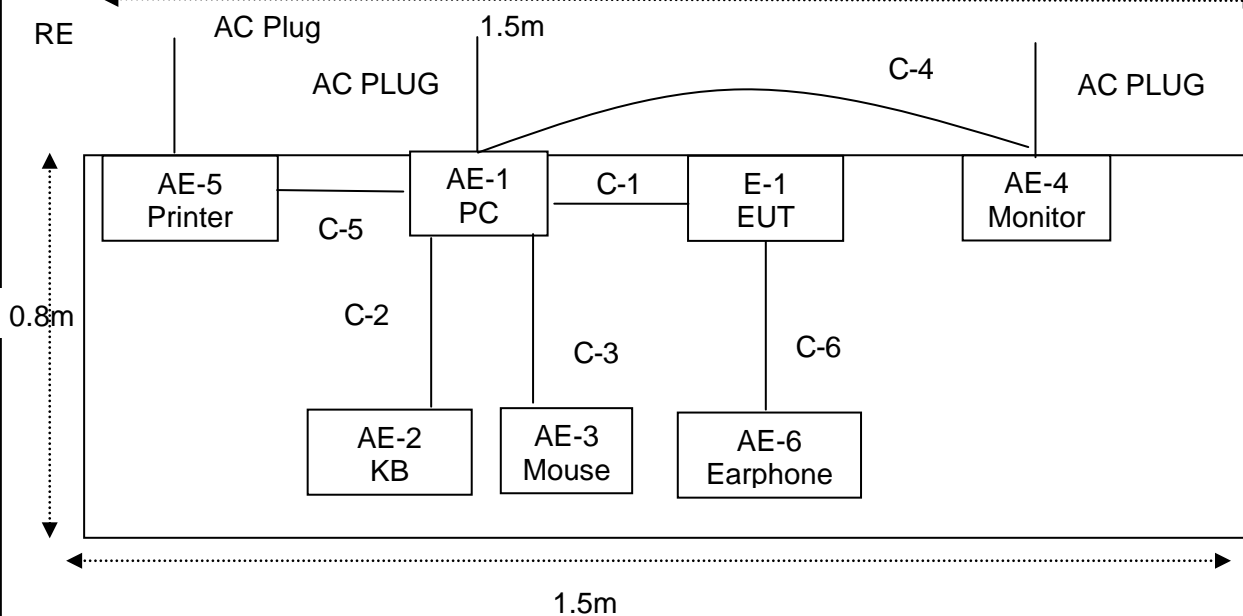 RE
AC Plug
1.5m
AC PLUG
C-4
AC PLUG
AE-5
Printer
AE-1
PC
C-1
E-1
EUT
AE-4
Monitor
C-5
C-2
0.8m
C-3
C-6
AE-2
KB
AE-3
Mouse
AE-6
Earphone
1.5m